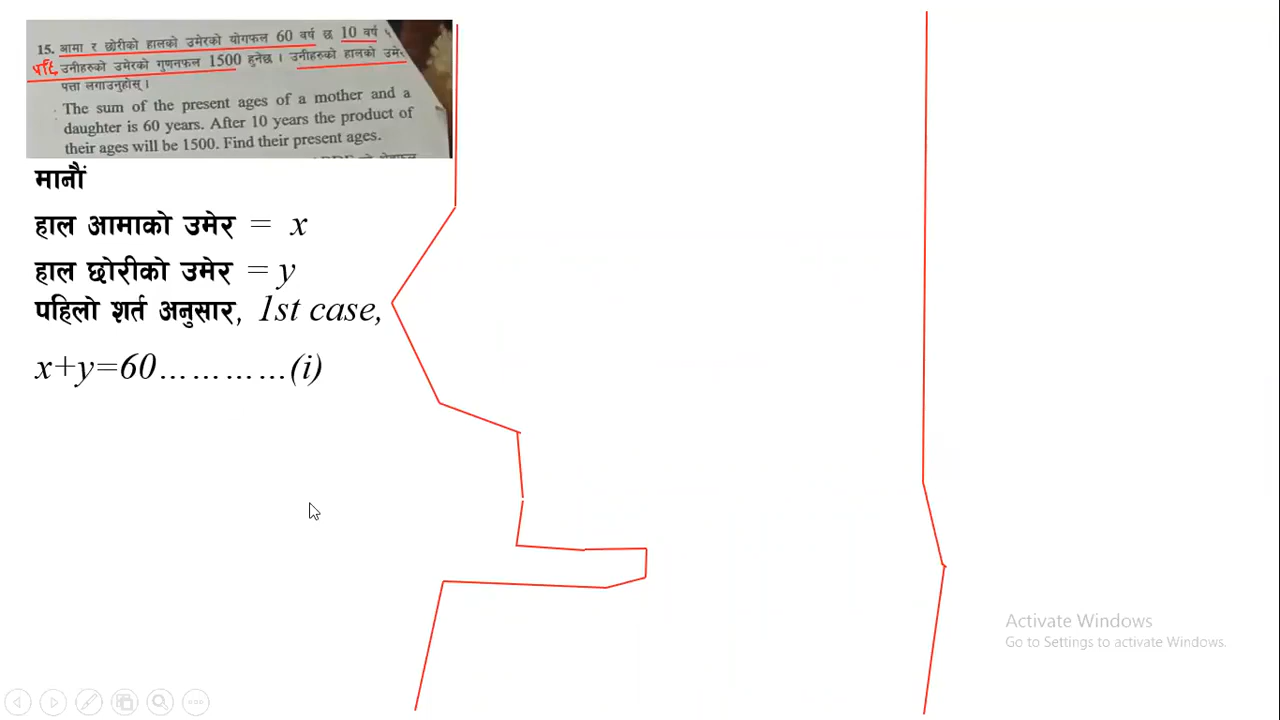 15. आमा र छोरीको हालको उमेरको योगफल 60 वर्ष छ 10 वर्ष
पछि उनीहरुको उमेरको गुणनफल 1500 हुनेछ । उनीहरुको हालको उमेर
पत्ता लगाउनुहोस् ।
The sum of the present ages of a mother and a
daughter is 60 years. After 10 years the product of
their ages will be 1500. Find their present ages.
मानौं
हाल आमाको उमेर = x
हाल छोरीको उमेर = y
पहिलो शर्त अनुसार, 1st case,
x+y=60…………(i)
Activate Windows
Go to Settings to activate Windows.